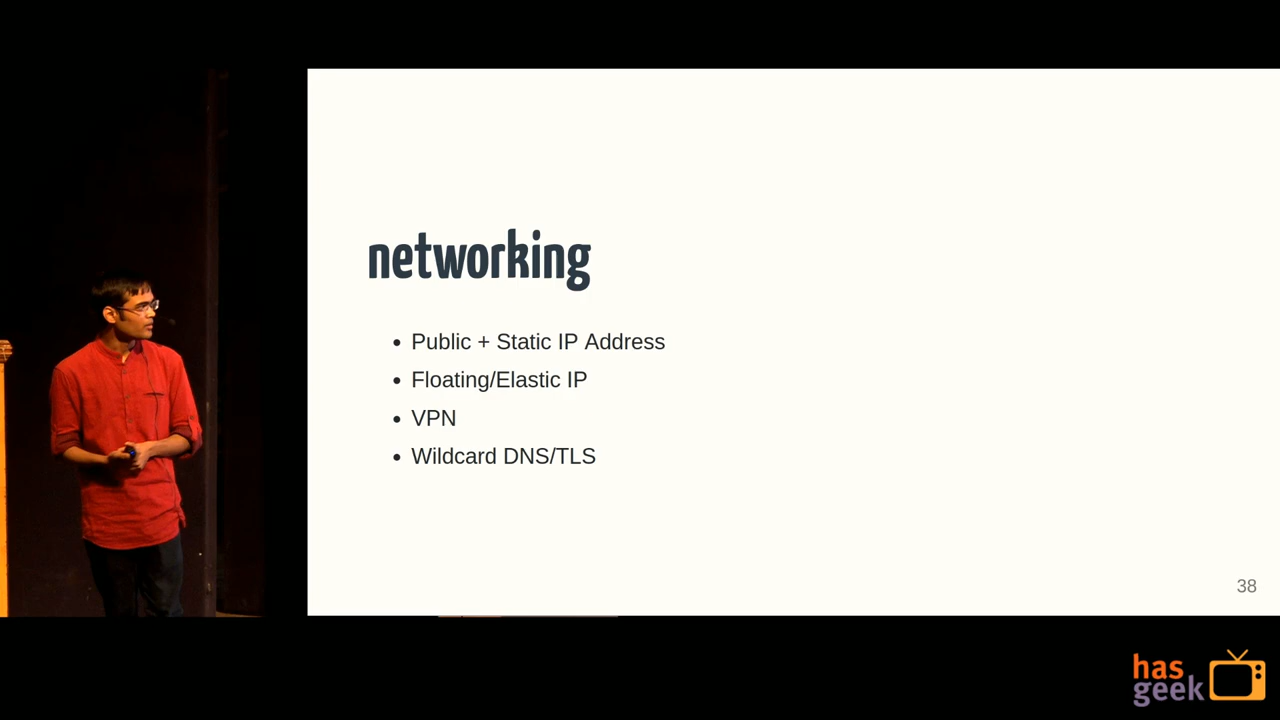 networking
• Public + Static IP Address
• Floating/Elastic IP
• VPN
• Wildcard DNS/TLS
38
has
geek